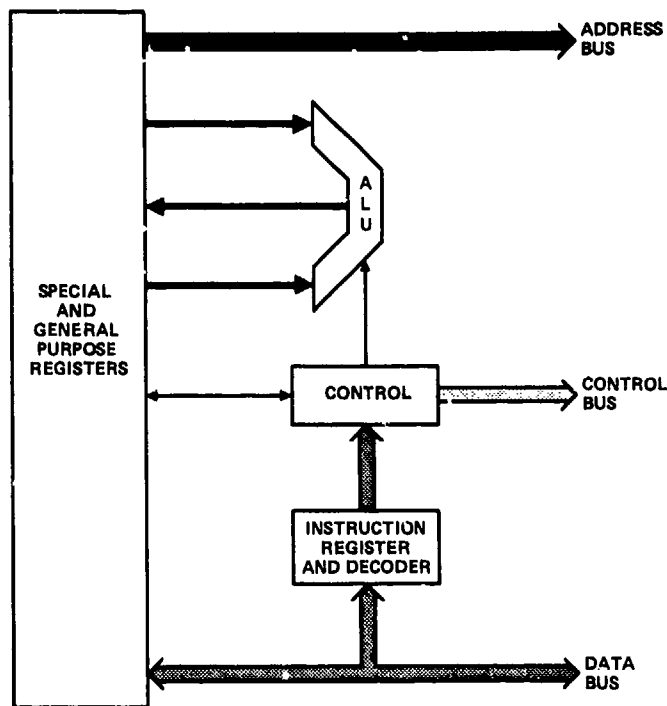 ADDRESS
BUS
A
L
U
SPECIAL
AND
GENERAL
PURPOSE
REGISTERS
CONTROL
CONTROL
BUS
INSTRUCTION
REGISTER
AND DECODER
DATA
BUS